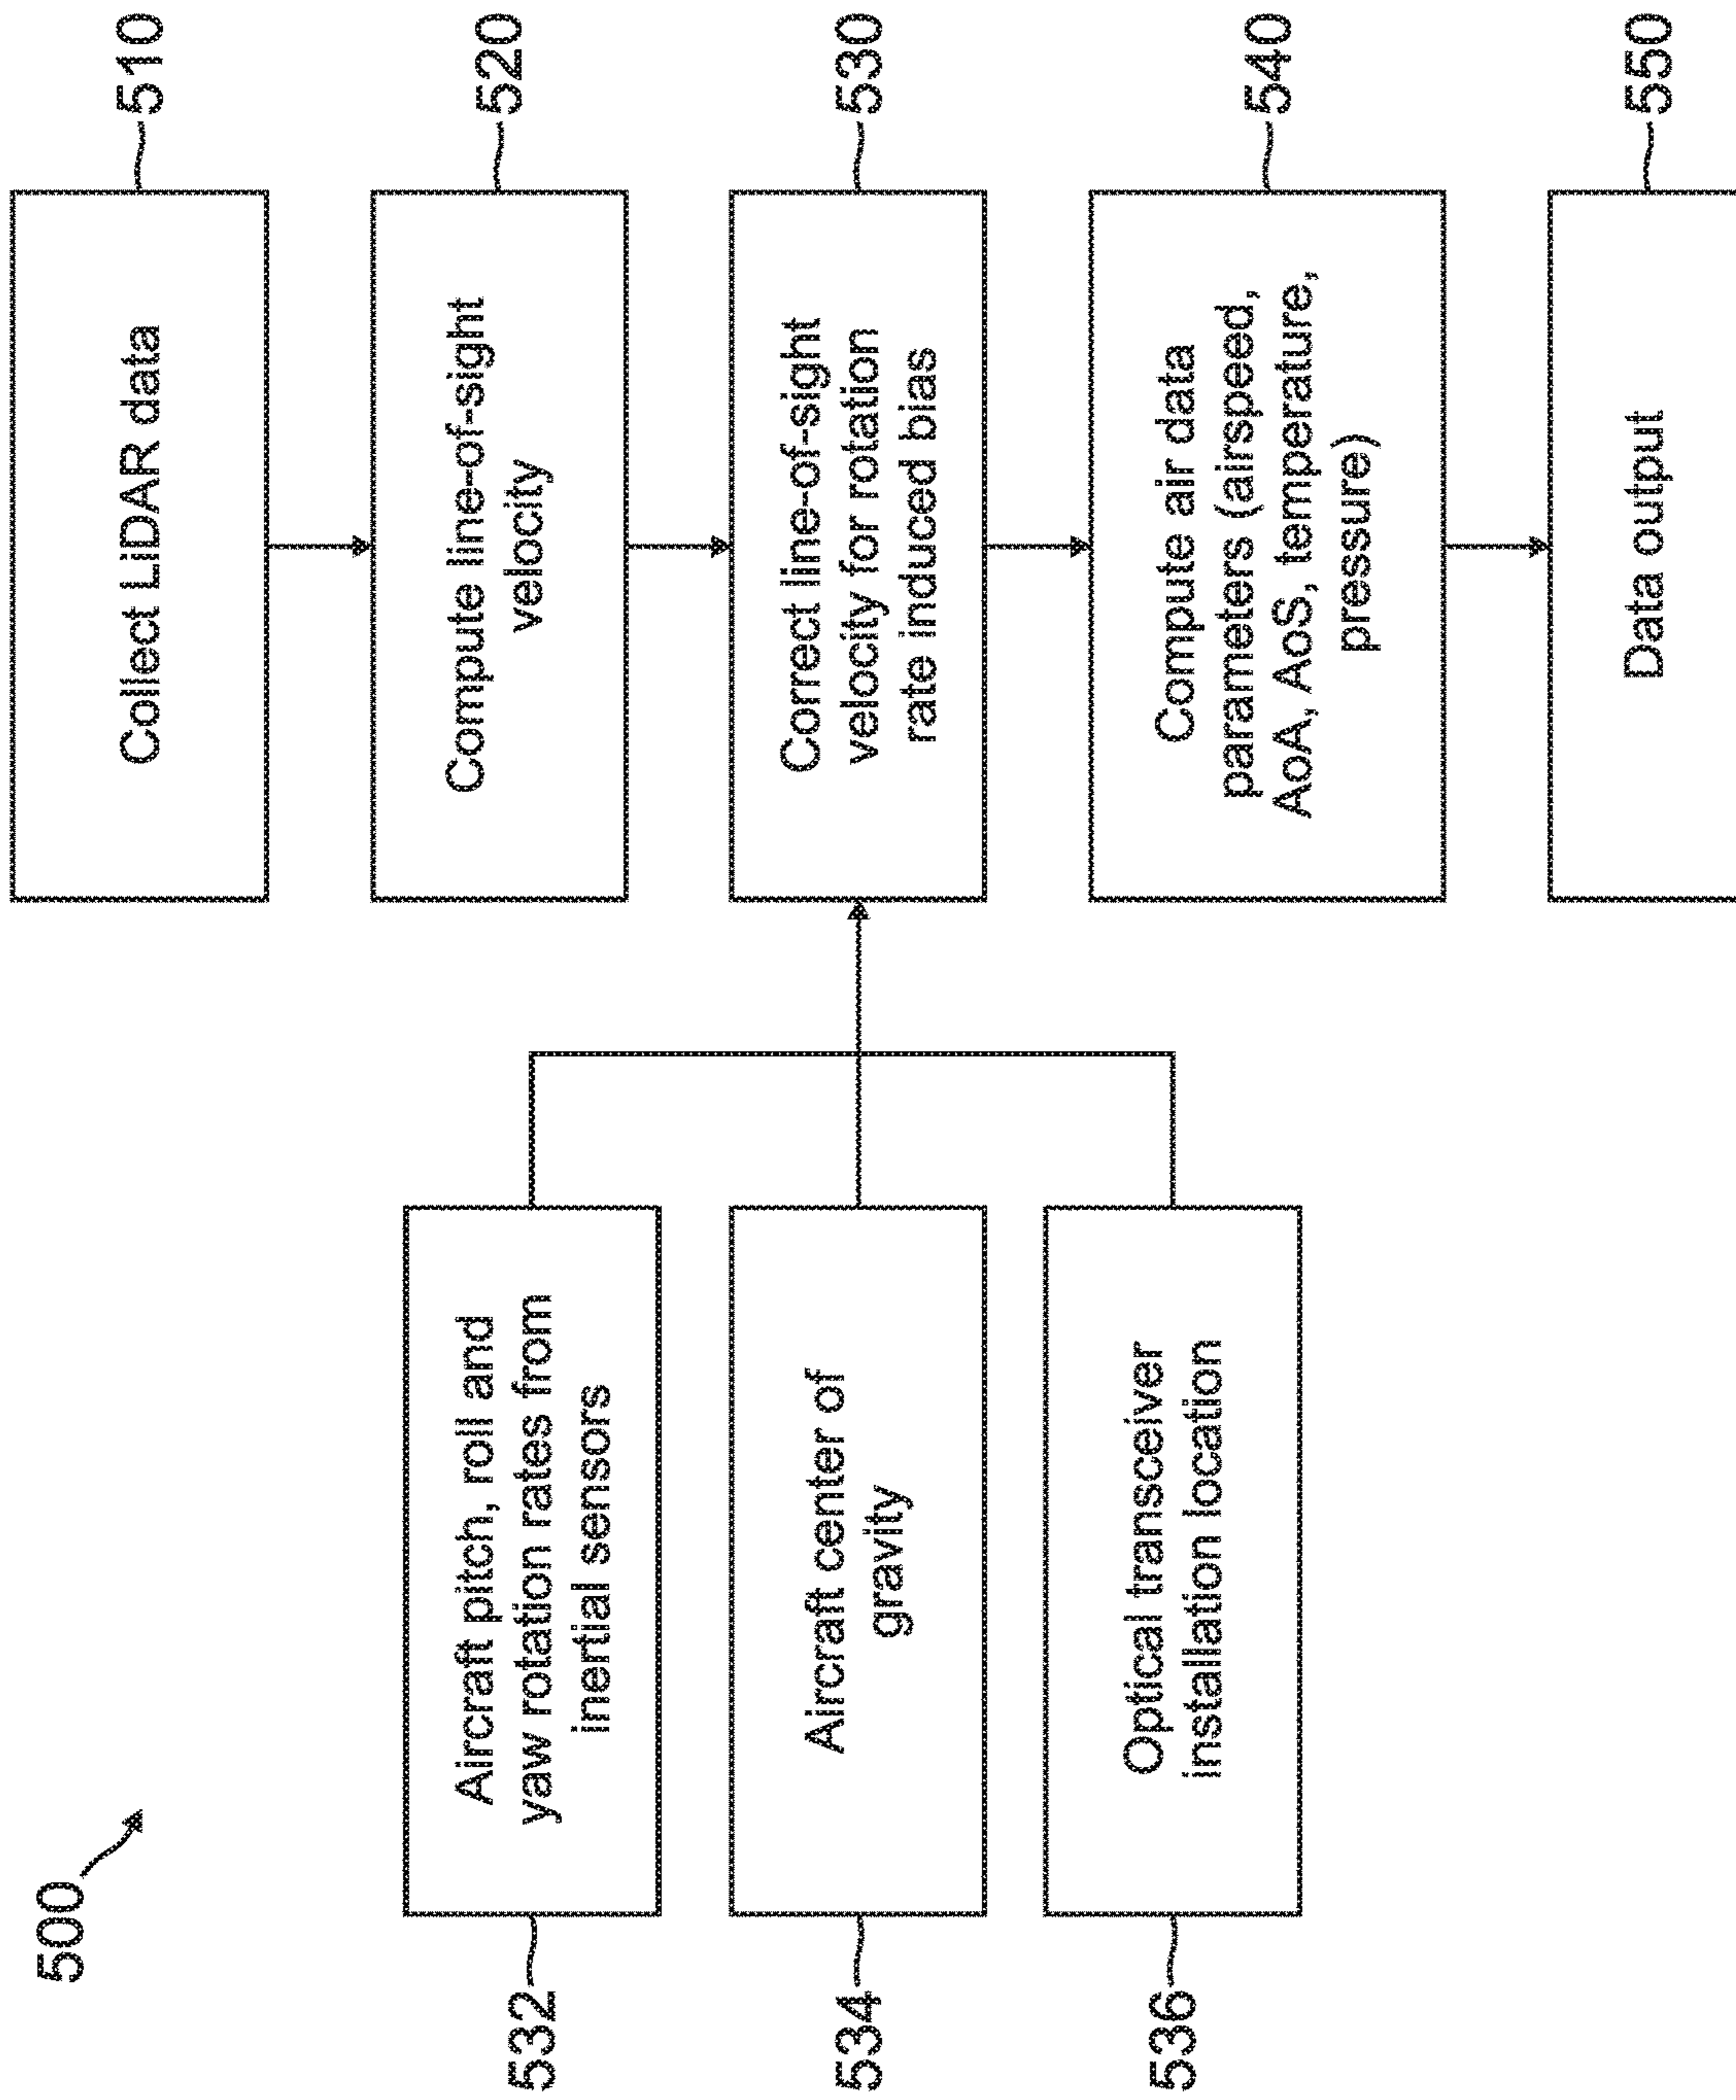 500
Collect LiDAR data
510
Compute line-of-sight
velocity
520
Correct line-of-sight
velocity for rotation
rate induced bias
530
Compute air data
parameters (airspeed,
AoA, AoS, temperature,
pressure)
540
Data output
550
532
Aircraft pitch, roll and
yaw rotation rates from
inertial sensors
534
Aircraft center of
gravity
536
Optical transceiver
installation location